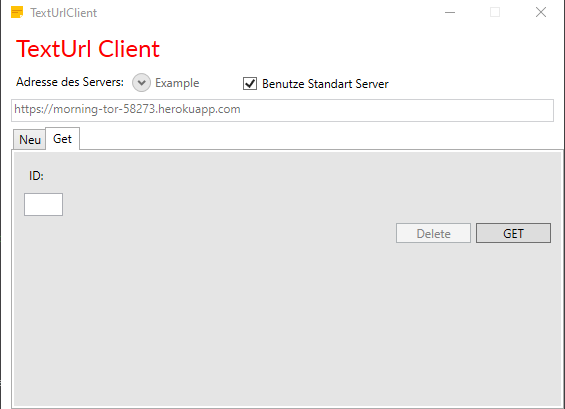 TextUrlClient
TextUrl Client
Adresse des Servers: Example Benutze Standart Server
https://morning-tor-58273.herokuapp.com
Neu Get
ID:
Delete GET